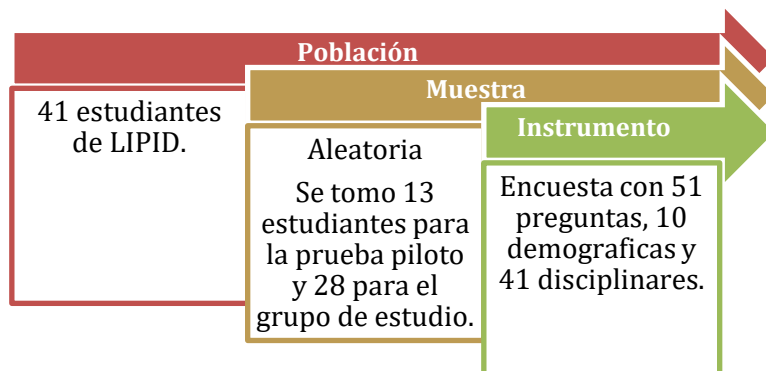 Población
41 estudiantes
de LIPID.
Muestra
Aleatoria
Se tomo 13
estudiantes para
la prueba piloto
y 28 para el
grupo de estudio.
Instrumento
Encuesta con 51
preguntas, 10
demograficas y
41 disciplinares.